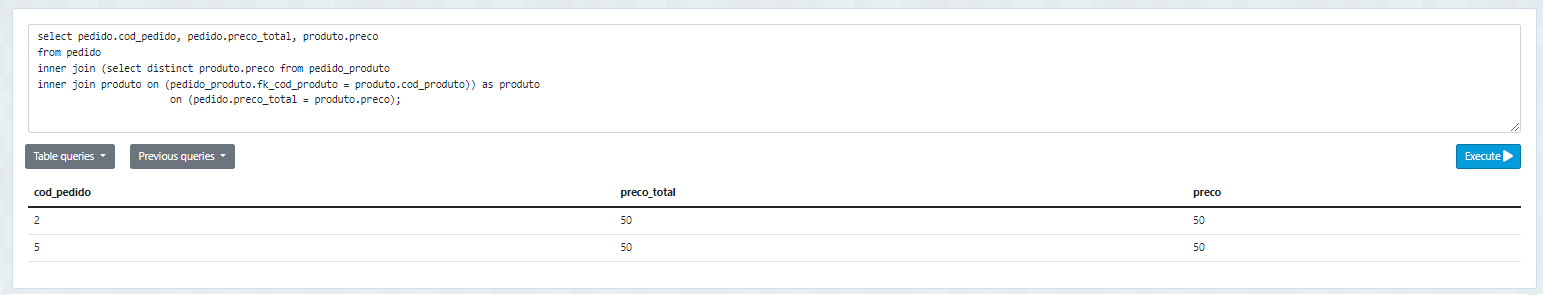 select pedido.cod_pedido, pedido.preco_total, produto.preco
from pedido
inner join (select distinct produto.preco from pedido_produto
inner join produto on (pedido_produto.fk_cod_produto = produto.cod_produto)) as produto
on (pedido.preco_total = produto.preco);
Table queries Previous queries Execute
cod_pedido preco_total preco
2 50 50
5 50 50